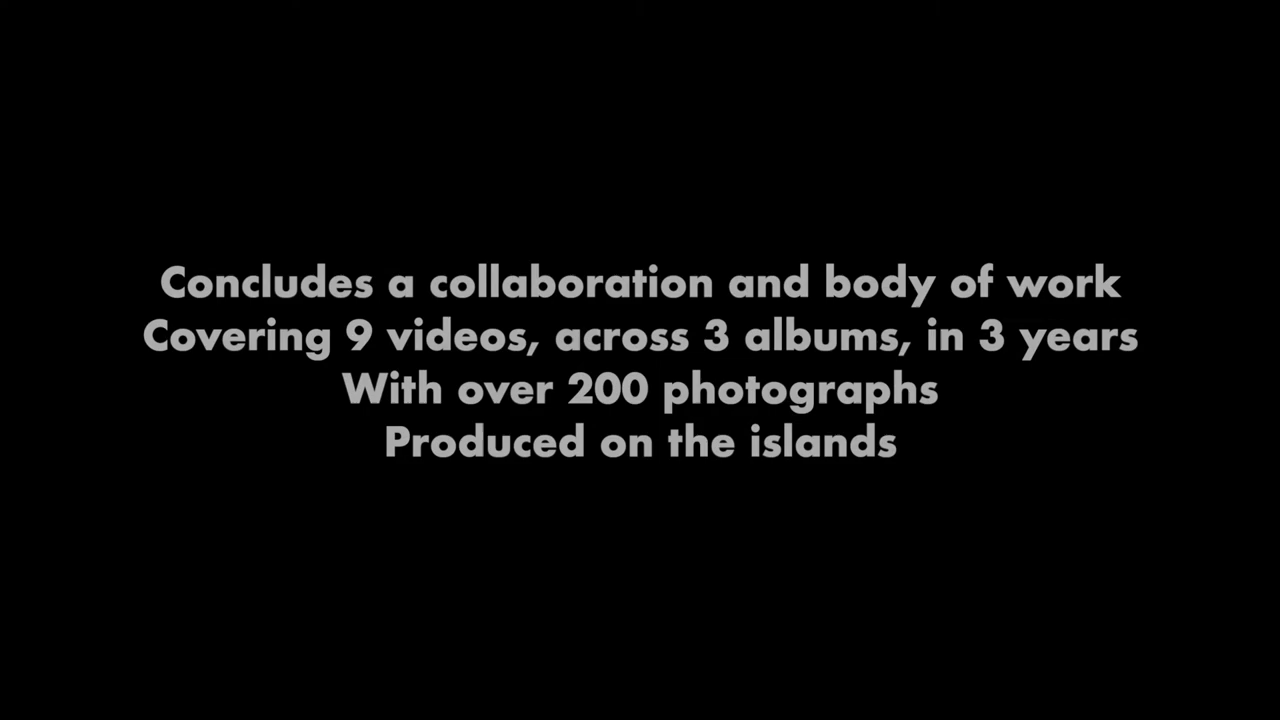 Concludes a collaboration and body of work
Covering 9 videos, across 3 albums, in 3 years
With over 200 photographs
Produced on the islands